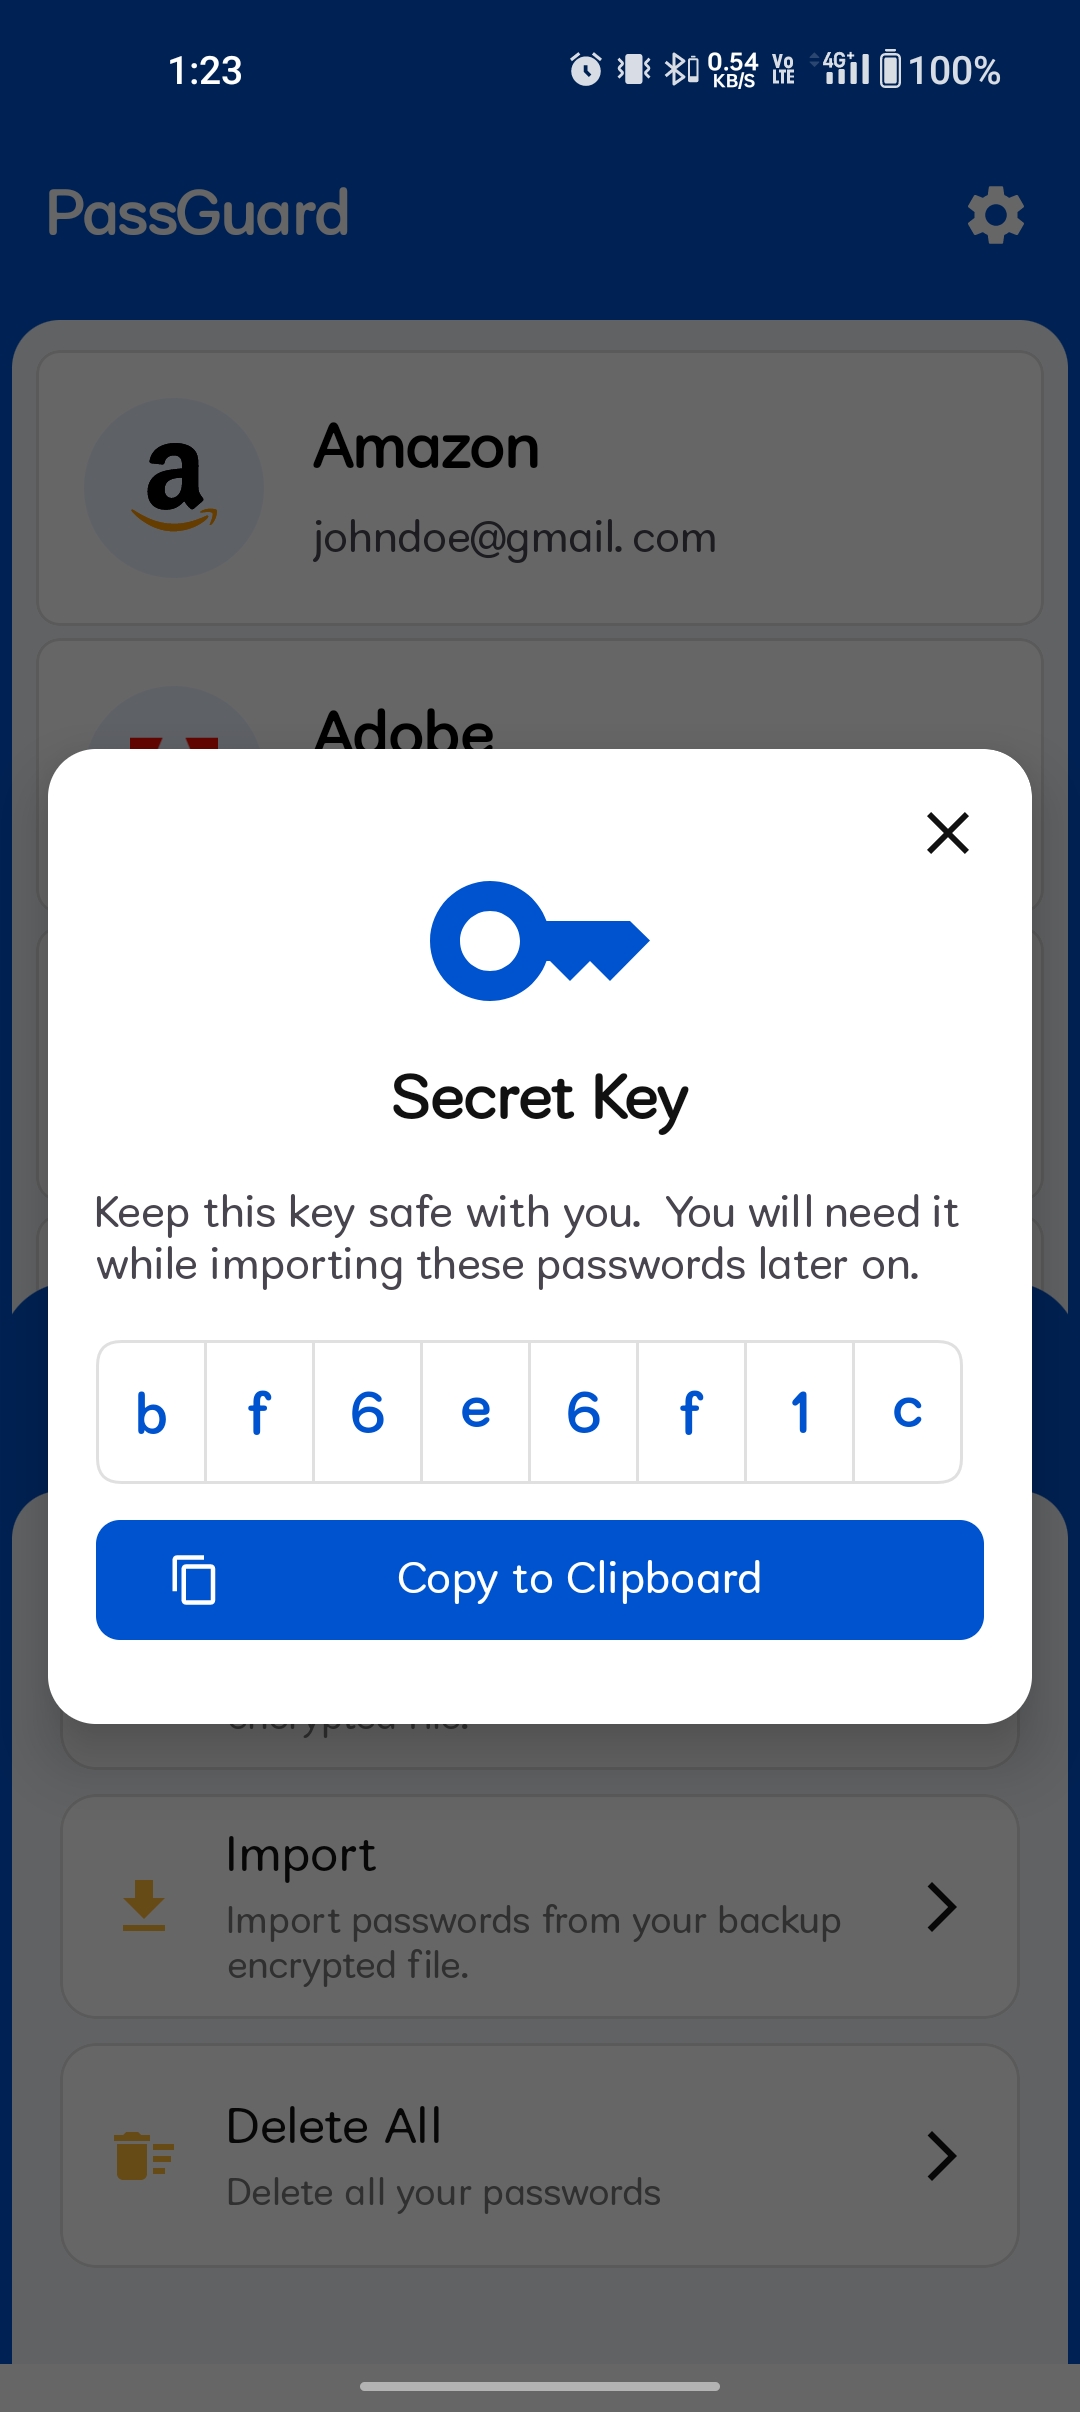 1:23 0.54 KB/S Vo LTE 4G+ 100%
PassGuard
Amazon
johndoe@gmail. com
Adobe
Secret Key
Keep this key safe with you.  You will need it
while importing these passwords later on.
b f 6 e 6 f 1 c
Copy to Clipboard
encrypted file.
Import
Import passwords from your backup
encrypted file.
Delete All
Delete all your passwords